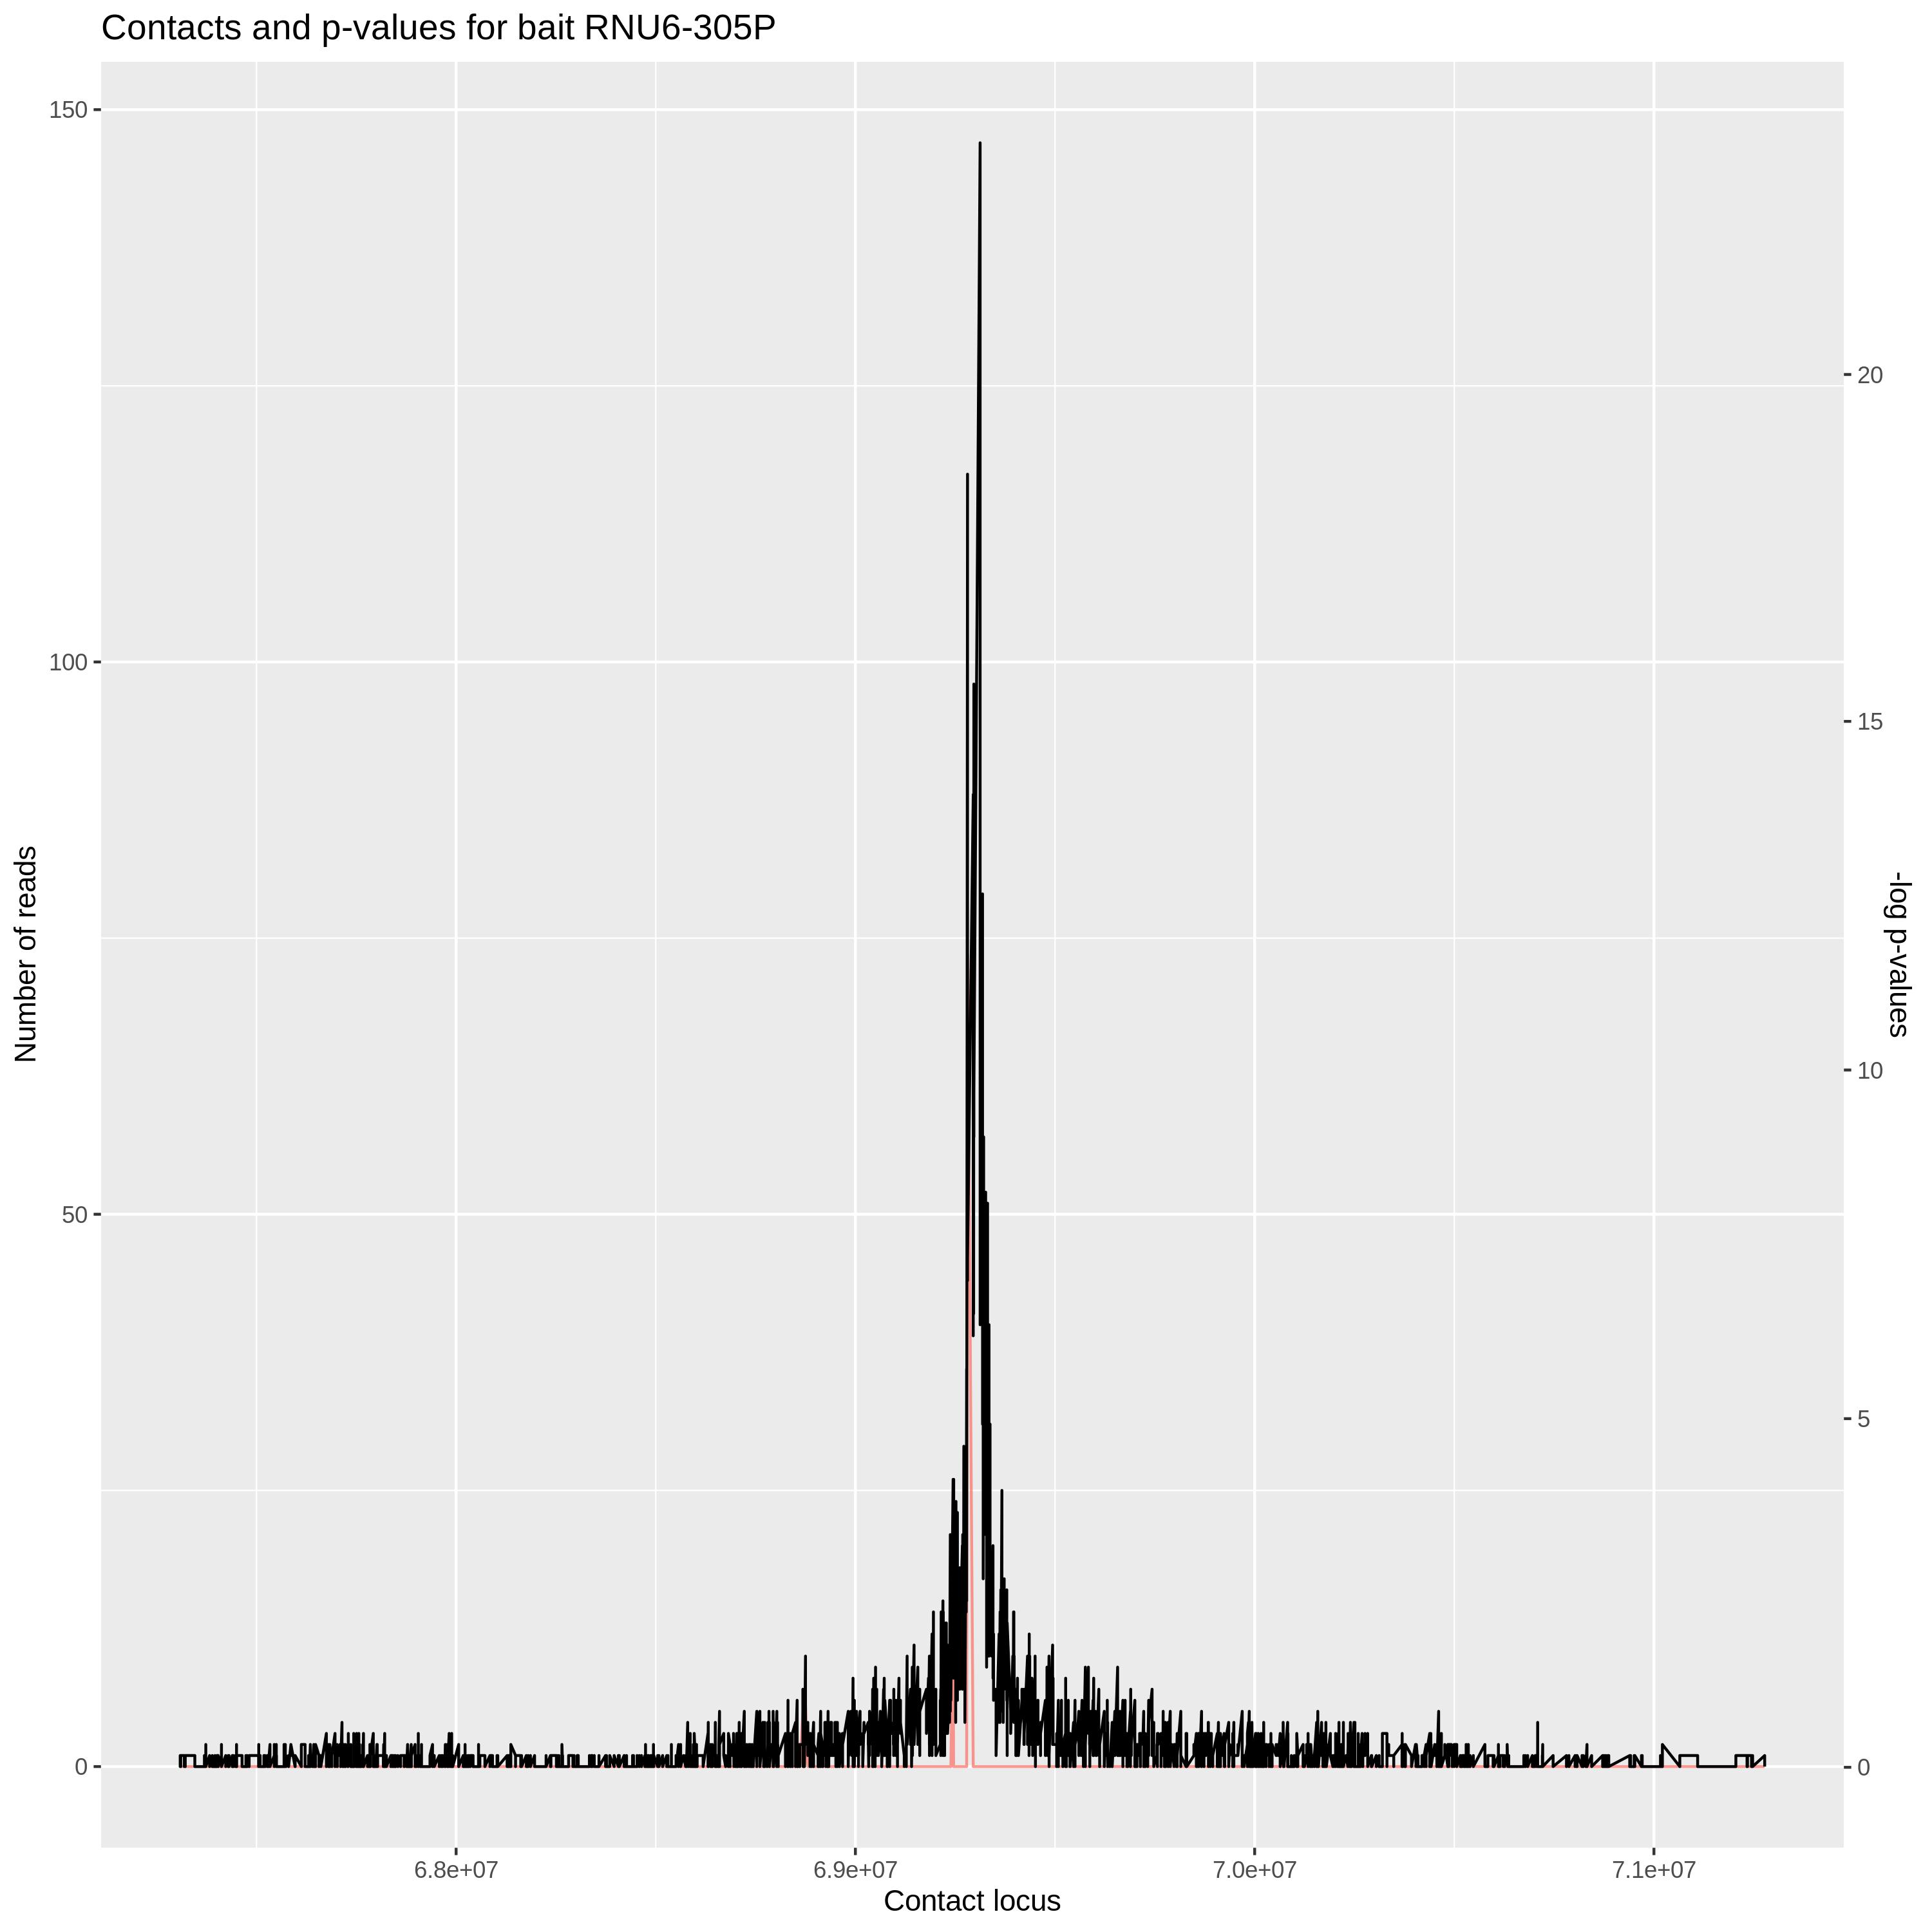 Contacts and p-values for bait RNU6-305P
150
100
50
0
Number of reads
20
15
10
5
0
-log p-values
6.8e+07 6.9e+07 7.0e+07 7.1e+07
Contact locus